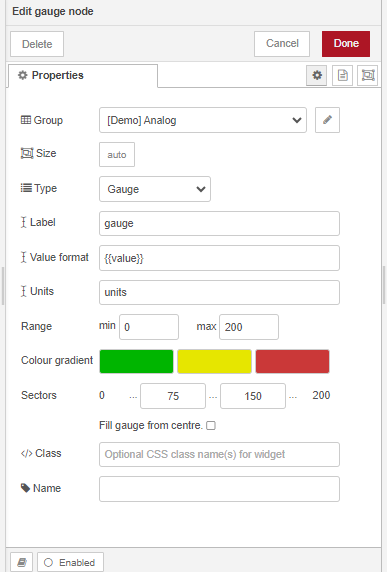 Edit gauge node
Delete Cancel Done
Properties
Group [Demo] Analog
Size auto
Type Gauge
Label gauge
Value format {{value}}
Units units
Range min 0 max 200
Colour gradient
Sectors 0 ... 75 ... 150 ... 200
Fill gauge from centre.
</> Class Optional CSS class name(s) for widget
Name
Enabled